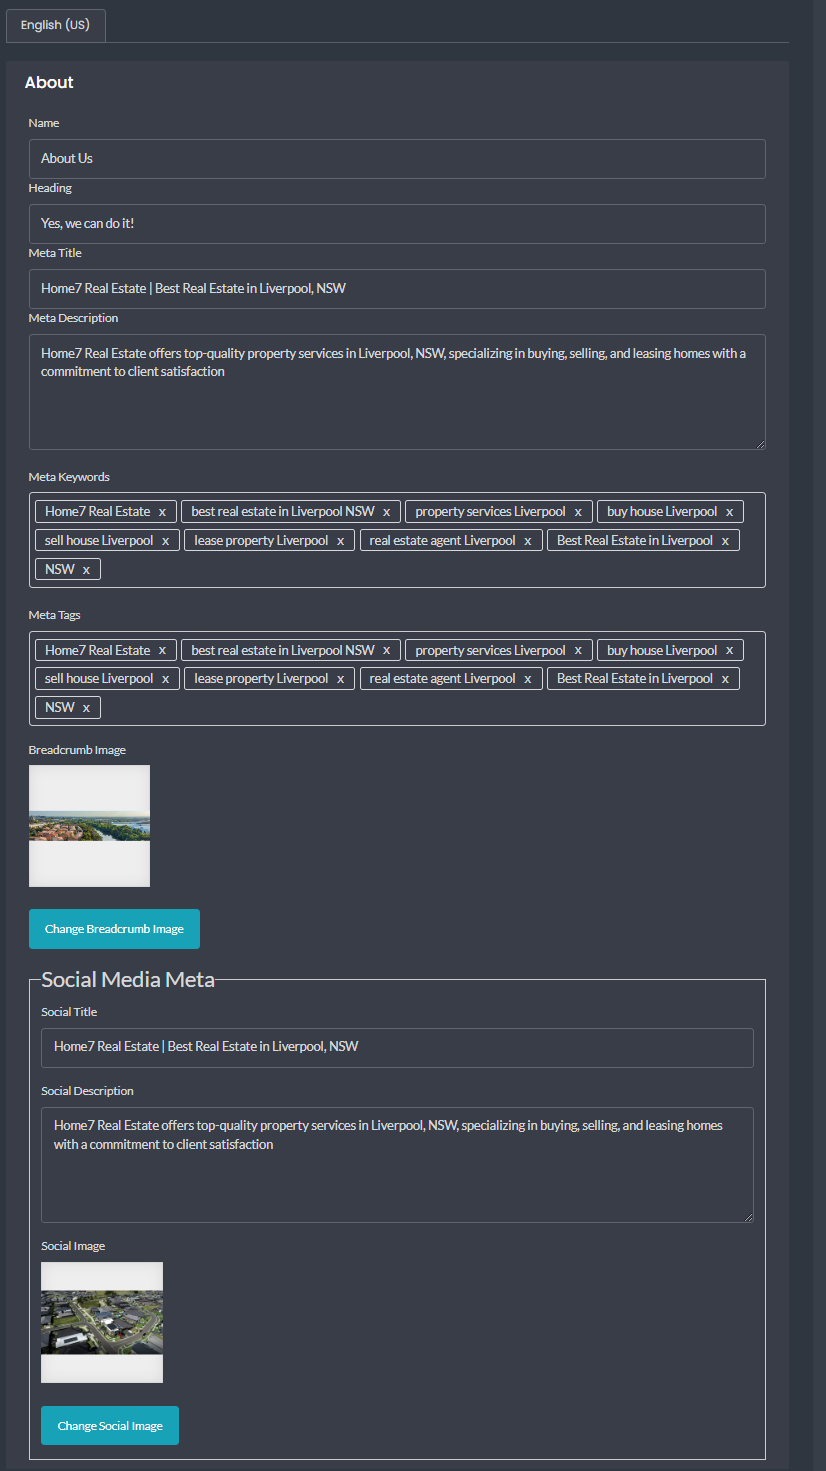 English (US)
About
Name
About Us
Heading
Yes, we can do it!
Meta Title
Home7 Real Estate | Best Real Estate in Liverpool, NSW
Meta Description
Home7 Real Estate offers top-quality property services in Liverpool, NSW, specializing in buying, selling, and leasing homes with a
commitment to client satisfaction
Meta Keywords
Home7 Real Estate x best real estate in Liverpool NSW x property services Liverpool x buy house Liverpool x
sell house Liverpool x lease property Liverpool x real estate agent Liverpool x Best Real Estate in Liverpool x
NSW x
Meta Tags
Home7 Real Estate x best real estate in Liverpool NSW x property services Liverpool x buy house Liverpool x
sell house Liverpool x lease property Liverpool x real estate agent Liverpool x Best Real Estate in Liverpool x
NSW x
Breadcrumb Image
Change Breadcrumb Image
Social Media Meta
Social Title
Home7 Real Estate | Best Real Estate in Liverpool, NSW
Social Description
Home7 Real Estate offers top-quality property services in Liverpool, NSW, specializing in buying, selling, and leasing homes
with a commitment to client satisfaction
Social Image
Change Social Image